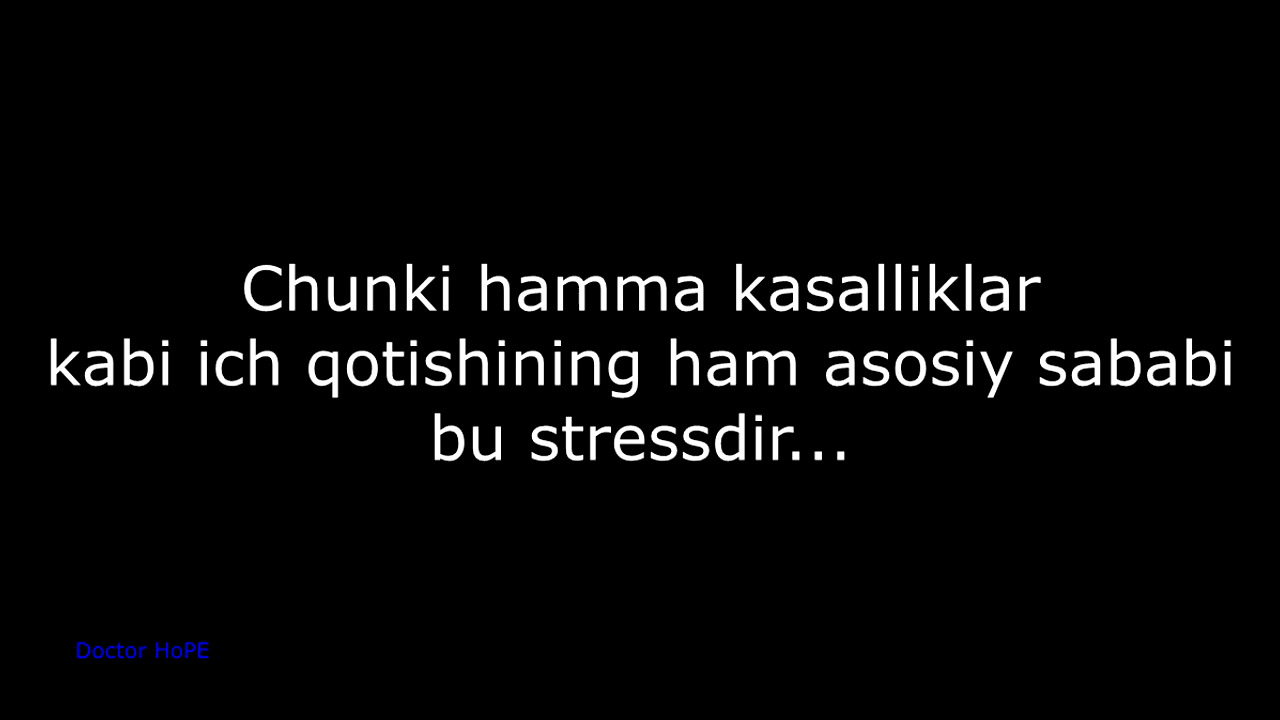 Chunki hamma kasalliklar
kabi ich qotishining ham asosiy sababi
bu stressdir...
Doctor HoPE